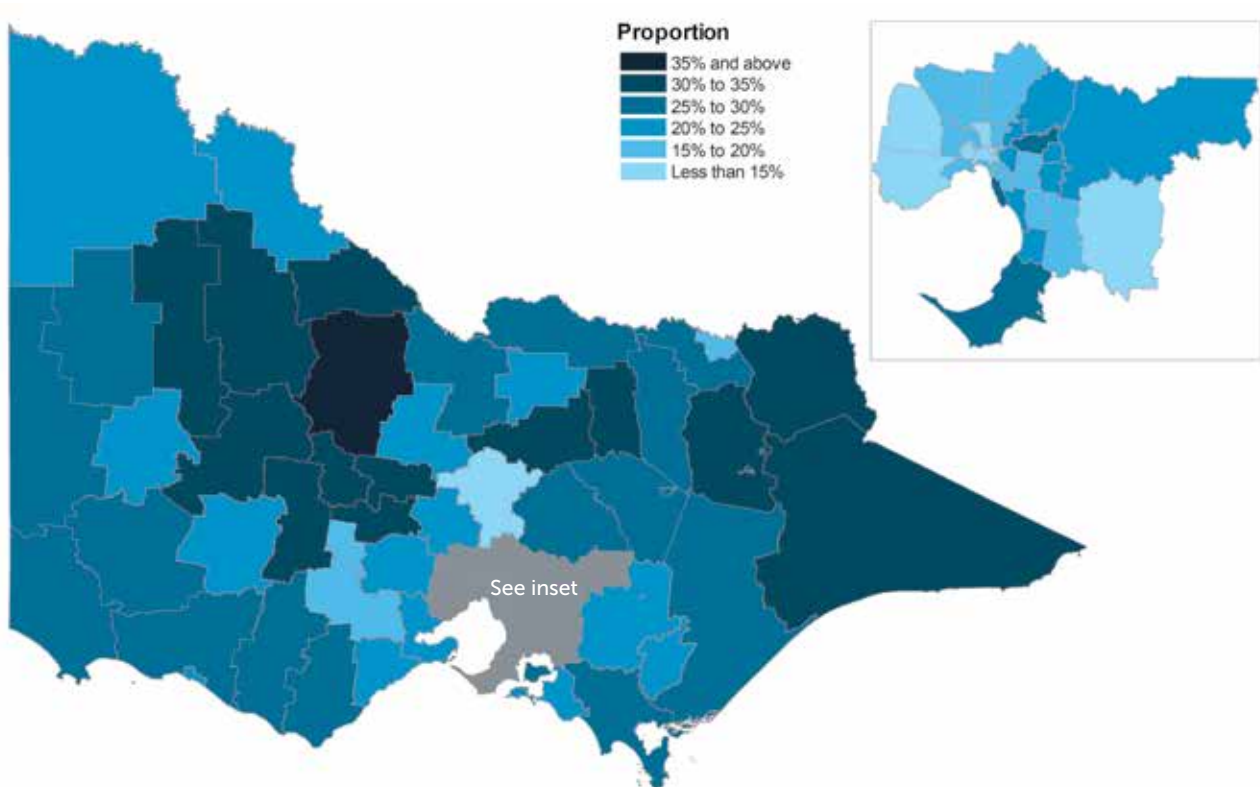 Proportion
35% and above
30% to 35%
25% to 30%
20% to 25%
15% to 20%
Less than 15%
See inset